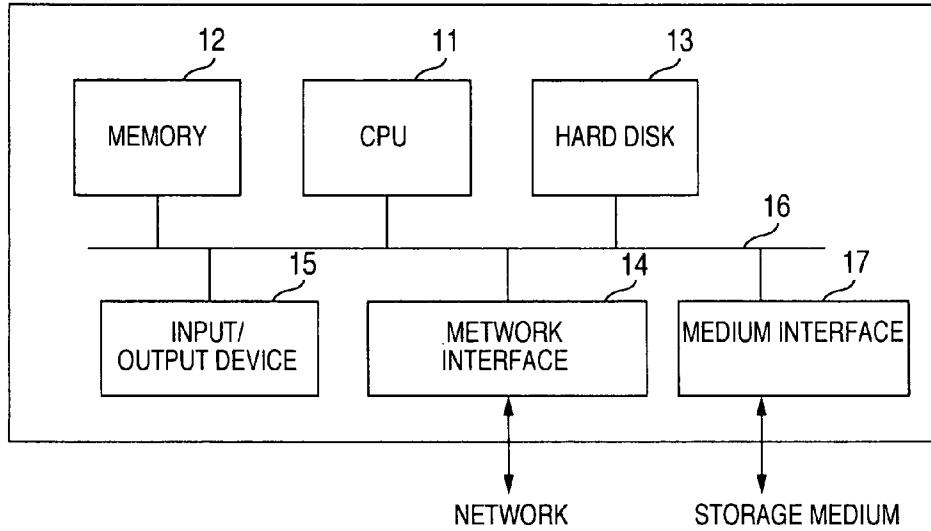 12
11
13
MEMORY
CPU
HARD DISK
16
15
14
17
INPUT/
OUTPUT DEVICE
METWORK
INTERFACE
MEDIUM INTERFACE
NETWORK
STORAGE MEDIUM